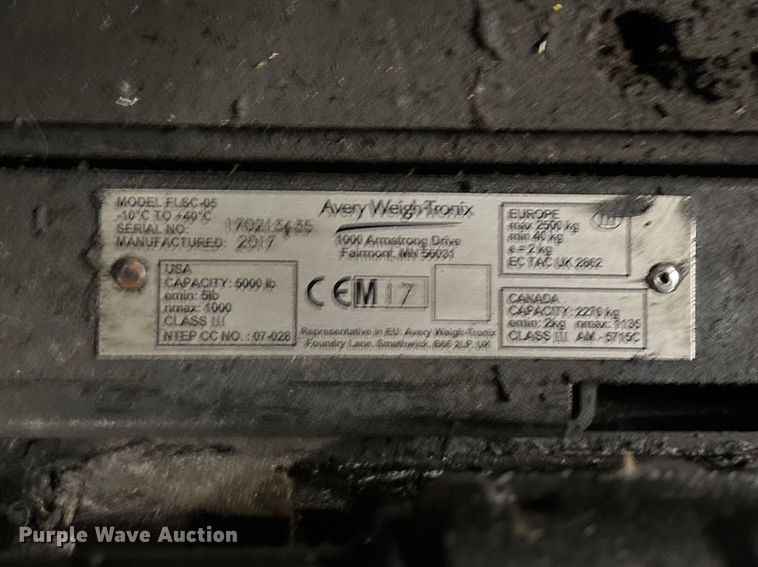 MODEL FLSC-05
-10°C TO +40°C
SERIAL NO:
MANUFACTURED: 2017
Avery Weigh-Tronix
1000 Armstrong Drive
Fairmont, MN 56031
USA
CAPACITY: 5000 lb
emin: 5lb
nmax: 1000
CLASS III
NTEP CC NO. : 07-028
CE M 17
Representative in EU: Avery Weigh-Tronix
Foundry Lane, Smethwick, B66 2LP, UK
EUROPE III
max 2500 kg
min 40 kg
e = 2 kg
EC TAC UK 2662
CANADA
CAPACITY: 2270 kg
emin: 2kg nmax: 1135
CLASS III AM - 5715C
Purple Wave Auction